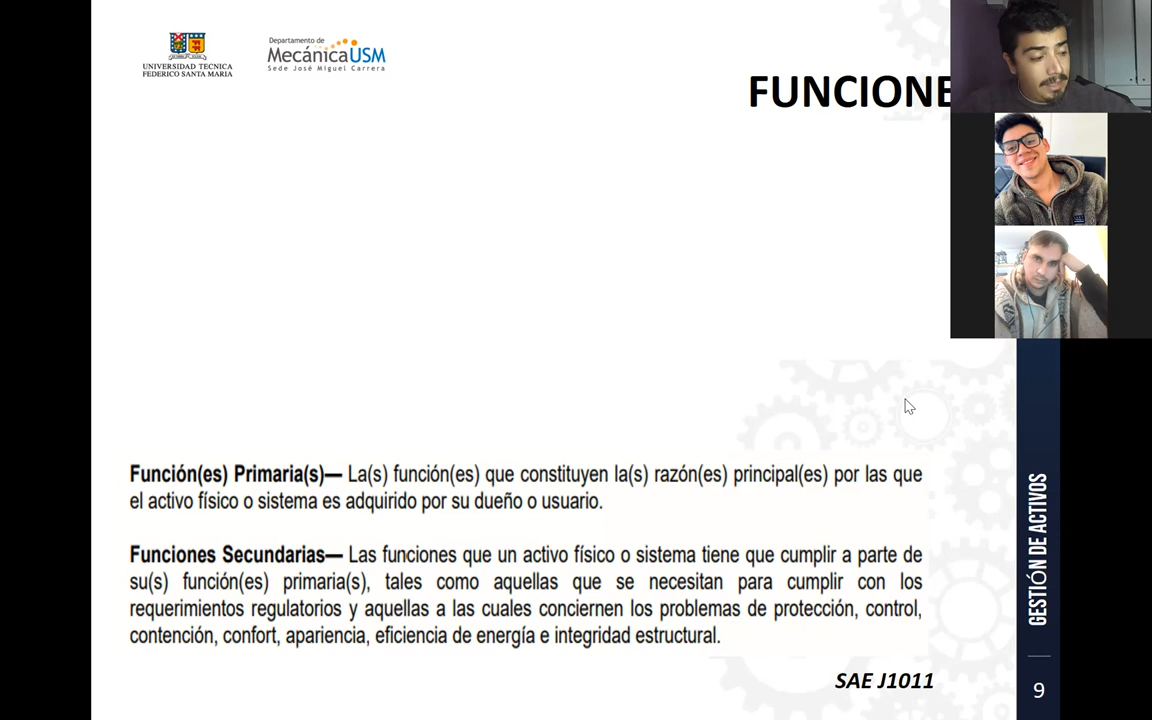 UNIVERSIDAD TECNICA
FEDERICO SANTA MARIA
Departamento de
MecánicaUSM
Sede José Miguel Carrera
FUNCIONE
Función(es) Primaria(s)— La(s) función(es) que constituyen la(s) razón(es) principal(es) por las que
el activo físico o sistema es adquirido por su dueño o usuario.
Funciones Secundarias— Las funciones que un activo físico o sistema tiene que cumplir a parte de
su(s) función(es) primaria(s), tales como aquellas que se necesitan para cumplir con los
requerimientos regulatorios y aquellas a las cuales conciernen los problemas de protección, control,
contención, confort, apariencia, eficiencia de energía e integridad estructural.
SAE J1011
GESTIÓN DE ACTIVOS
9